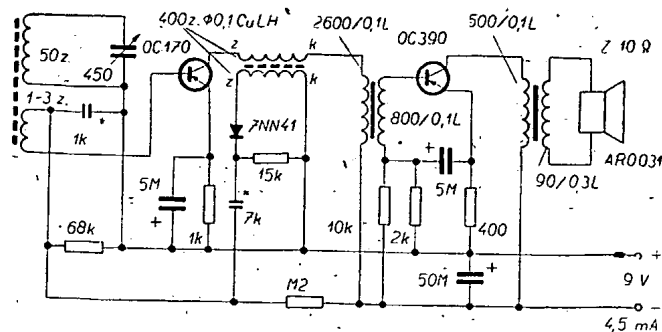 400z. Φ0,1 CuLH
2600/0,1L
500/0,1L
50z.
450
OC170
z
k
z
k
OC390
Z 10Ω
1-3 z.
*
1k
7NN41
800/0,1L
+
AR0031
5M
+
15k
*
7k
5M
90/0,3L
1k
10k
2k
400
68k
M2
50M
+
+
9 V
−
4,5 mA